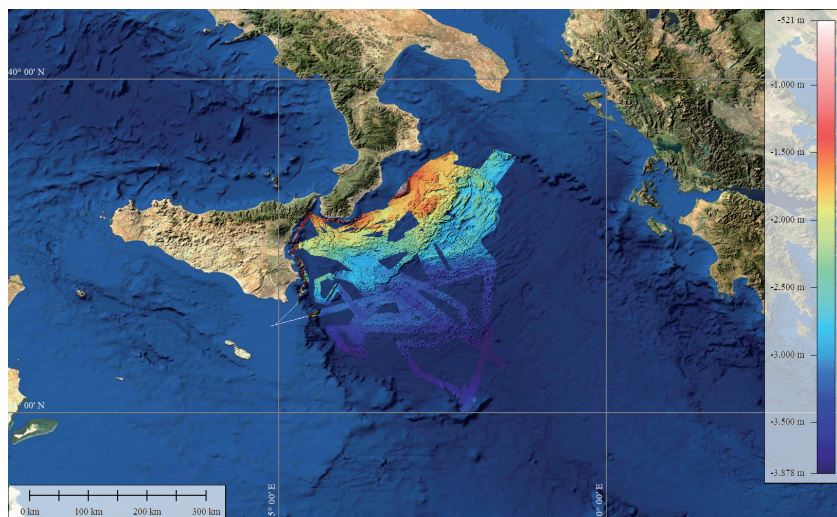 -521 m
40° 00' N
-1.000 m
-1.500 m
-2.000 m
-2.500 m
-3.000 m
° 00' N
-3.500 m
-3.878 m
5° 00' E
0° 00' E
0 km
100 km
200 km
300 km